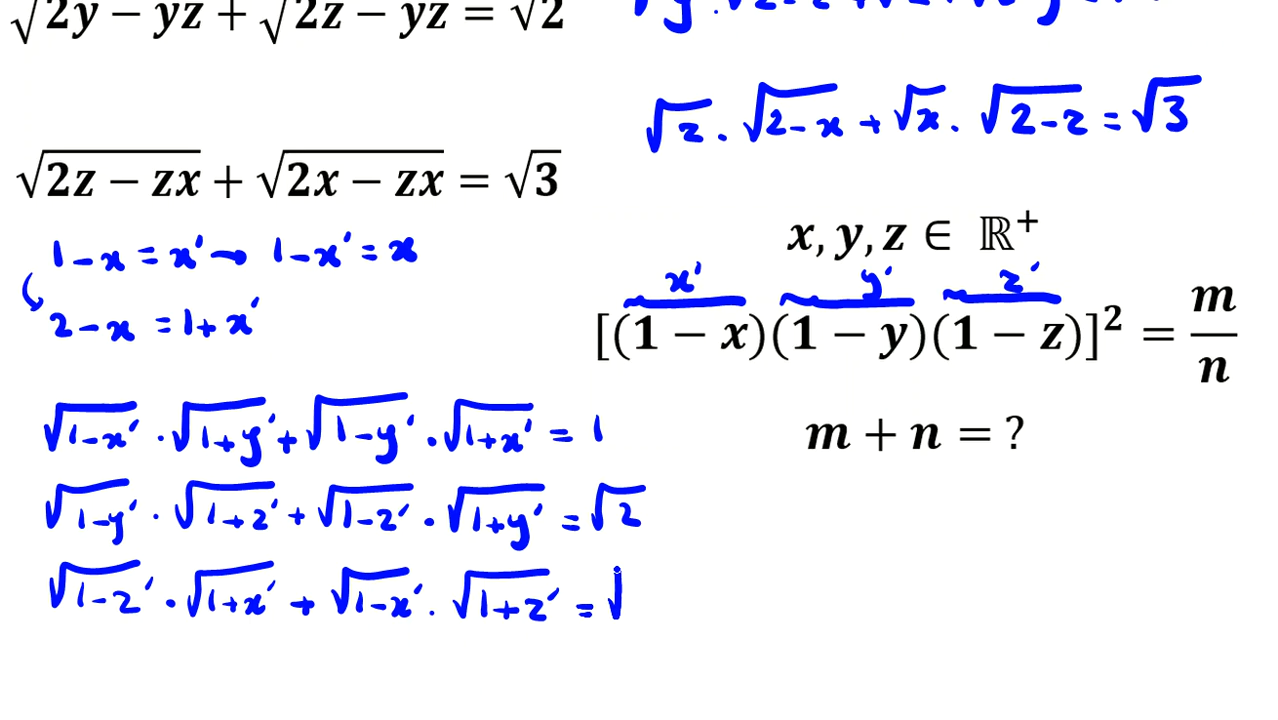 √2y − yz + √2z − yz = √2
√z . √2−x + √x . √2−z = √3
√2z − zx + √2x − zx = √3
x, y, z ∈ ℝ⁺
1−x = x' → 1−x' = x
2−x = 1+x'
x' y' z'
[(1 − x)(1 − y)(1 − z)]² = m/n
m + n = ?
√1−x' . √1+y' + √1−y' . √1+x' = 1
√1−y' . √1+z' + √1−z' . √1+y' = √2
√1−z' . √1+x' + √1−x' . √1+z' = √